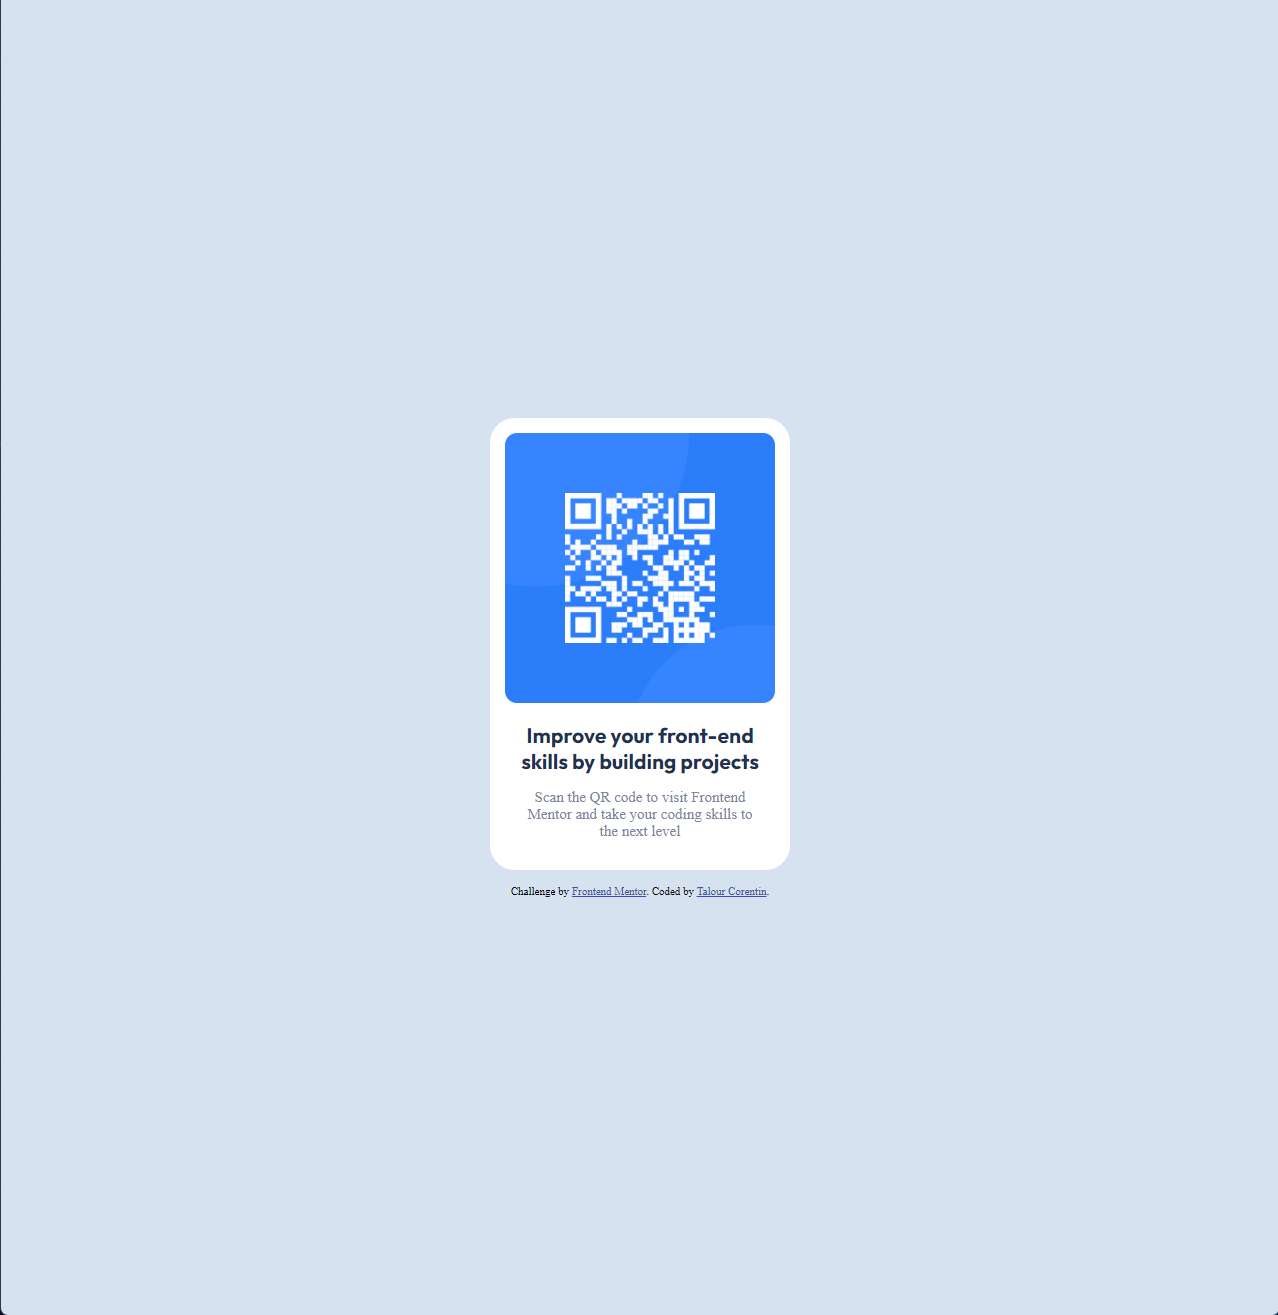 Improve your front-end
skills by building projects
Scan the QR code to visit Frontend
Mentor and take your coding skills to
the next level
Challenge by Frontend Mentor. Coded by Talour Corentin.